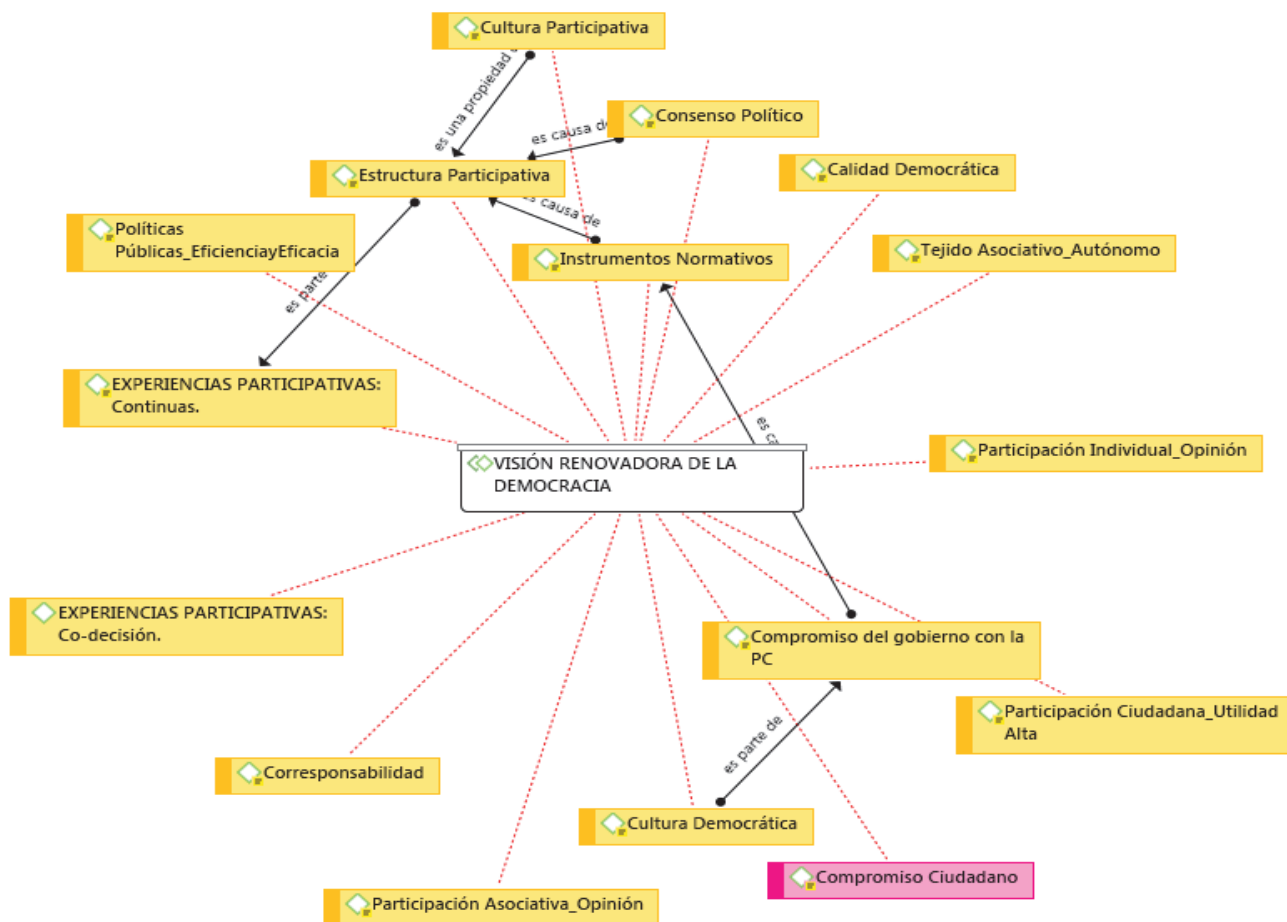 Cultura Participativa
es una propiedad
Consenso Político
es causa de
Estructura Participativa
Calidad Democrática
es causa de
Políticas
Públicas_EficienciayEficacia
Instrumentos Normativos
Tejido Asociativo_Autónomo
es parte
EXPERIENCIAS PARTICIPATIVAS:
Continuas.
es
Participación Individual_Opinión
VISIÓN RENOVADORA DE LA
DEMOCRACIA
EXPERIENCIAS PARTICIPATIVAS:
Co-decisión.
Compromiso del gobierno con la
PC
Participación Ciudadana_Utilidad
Alta
es parte de
Corresponsabilidad
Cultura Democrática
Compromiso Ciudadano
Participación Asociativa_Opinión